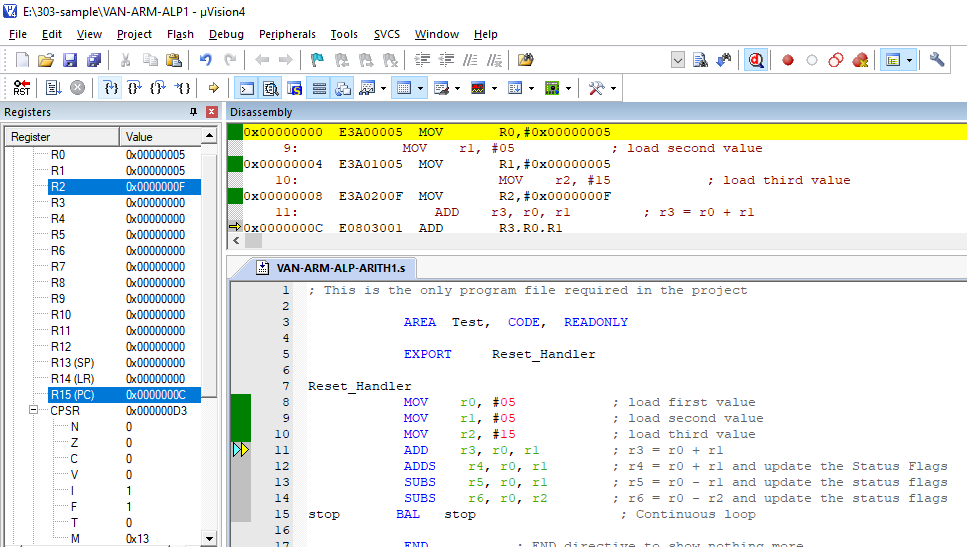 E:\303-sample\VAN-ARM-ALP1 - µVision4
File Edit View Project Flash Debug Peripherals Tools SVCS Window Help
RST
Registers
Register Value
R0 0x00000005
R1 0x00000005
R2 0x0000000F
R3 0x00000000
R4 0x00000000
R5 0x00000000
R6 0x00000000
R7 0x00000000
R8 0x00000000
R9 0x00000000
R10 0x00000000
R11 0x00000000
R12 0x00000000
R13 (SP) 0x00000000
R14 (LR) 0x00000000
R15 (PC) 0x0000000C
CPSR 0x000000D3
N 0
Z 0
C 0
V 0
I 1
F 1
T 0
M 0x13
Disassembly
0x00000000 E3A00005 MOV R0,#0x00000005
9: MOV r1, #05 ; load second value
0x00000004 E3A01005 MOV R1,#0x00000005
10: MOV r2, #15 ; load third value
0x00000008 E3A0200F MOV R2,#0x0000000F
11: ADD r3, r0, r1 ; r3 = r0 + r1
0x0000000C E0803001 ADD R3,R0,R1
VAN-ARM-ALP-ARITH1.s
1 ; This is the only program file required in the project
2
3 AREA Test, CODE, READONLY
4
5 EXPORT Reset_Handler
6
7 Reset_Handler
8 MOV r0, #05 ; load first value
9 MOV r1, #05 ; load second value
10 MOV r2, #15 ; load third value
11 ADD r3, r0, r1 ; r3 = r0 + r1
12 ADDS r4, r0, r1 ; r4 = r0 + r1 and update the Status Flags
13 SUBS r5, r0, r1 ; r5 = r0 - r1 and update the status flags
14 SUBS r6, r0, r2 ; r6 = r0 - r2 and update the status flags
15 stop BAL stop ; Continuous loop
16
17 END ; END directive to show nothing more